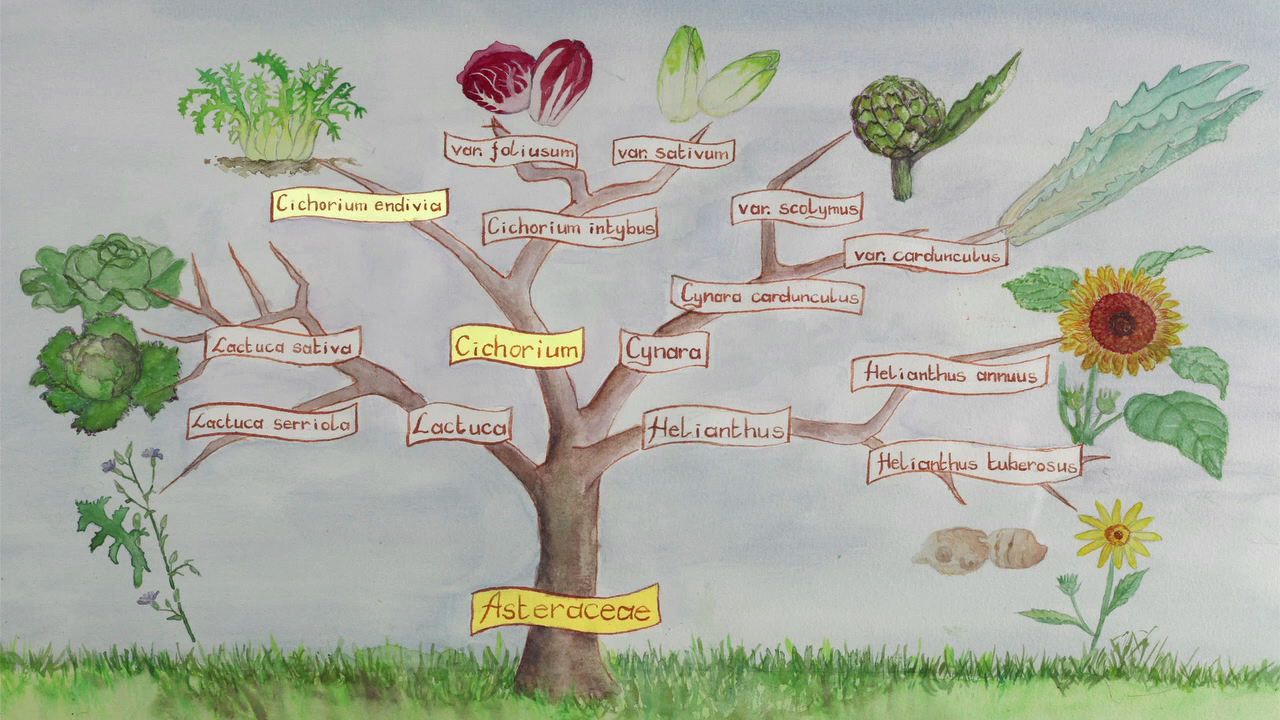 var. foliusum
var. sativum
Cichorium endivia
var. scolymus
Cichorium intybus
var. cardunculus
Cynara cardunculus
Lactuca sativa
Cichorium
Cynara
Helianthus annuus
Lactuca serriola
Lactuca
Helianthus
Helianthus tuberosus
Asteraceae